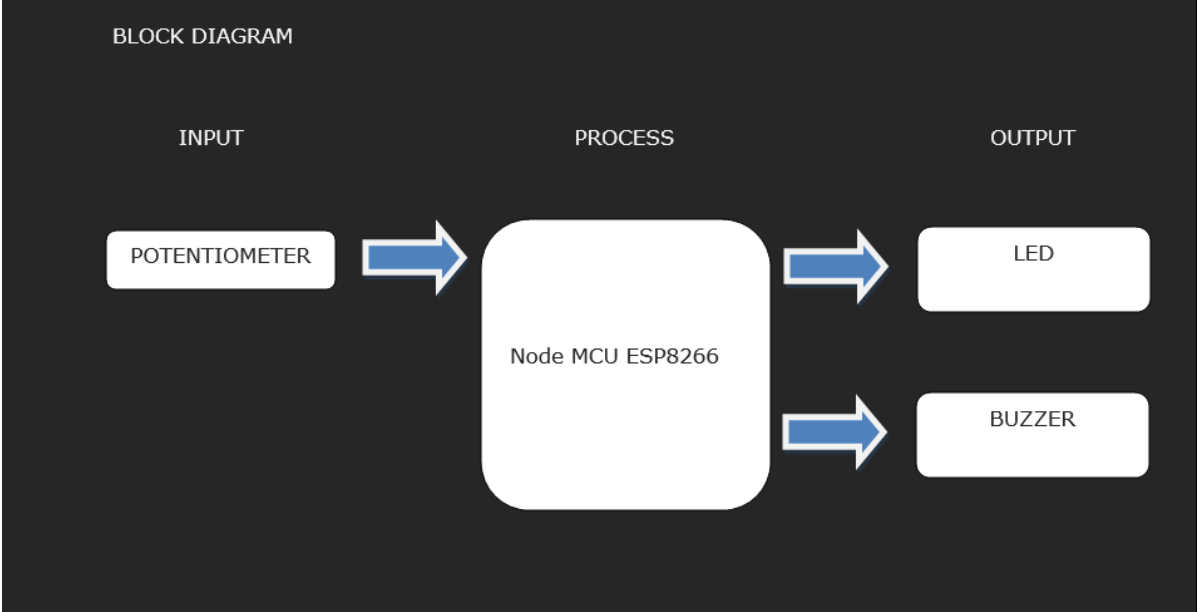 BLOCK DIAGRAM
INPUT
PROCESS
OUTPUT
POTENTIOMETER
LED
Node MCU ESP8266
BUZZER